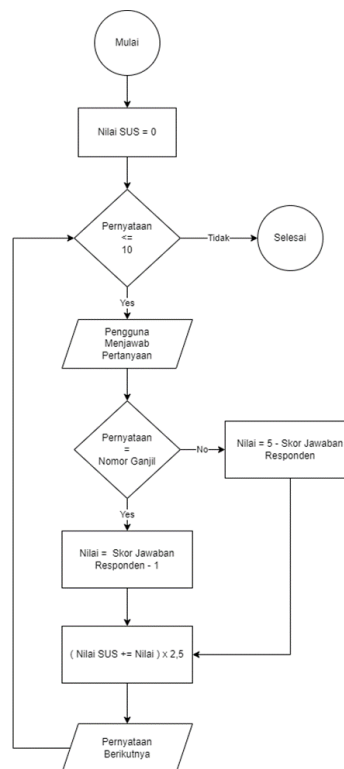 Mulai
Nilai SUS = 0
Pernyataan
<=
10
Tidak
Selesai
Yes
Pengguna
Menjawab
Pertanyaan
Pernyataan
=
Nomor Ganjil
No
Nilai = 5 - Skor Jawaban
Responden
Yes
Nilai = Skor Jawaban
Responden - 1
( Nilai SUS += Nilai ) x 2,5
Pernyataan
Berikutnya